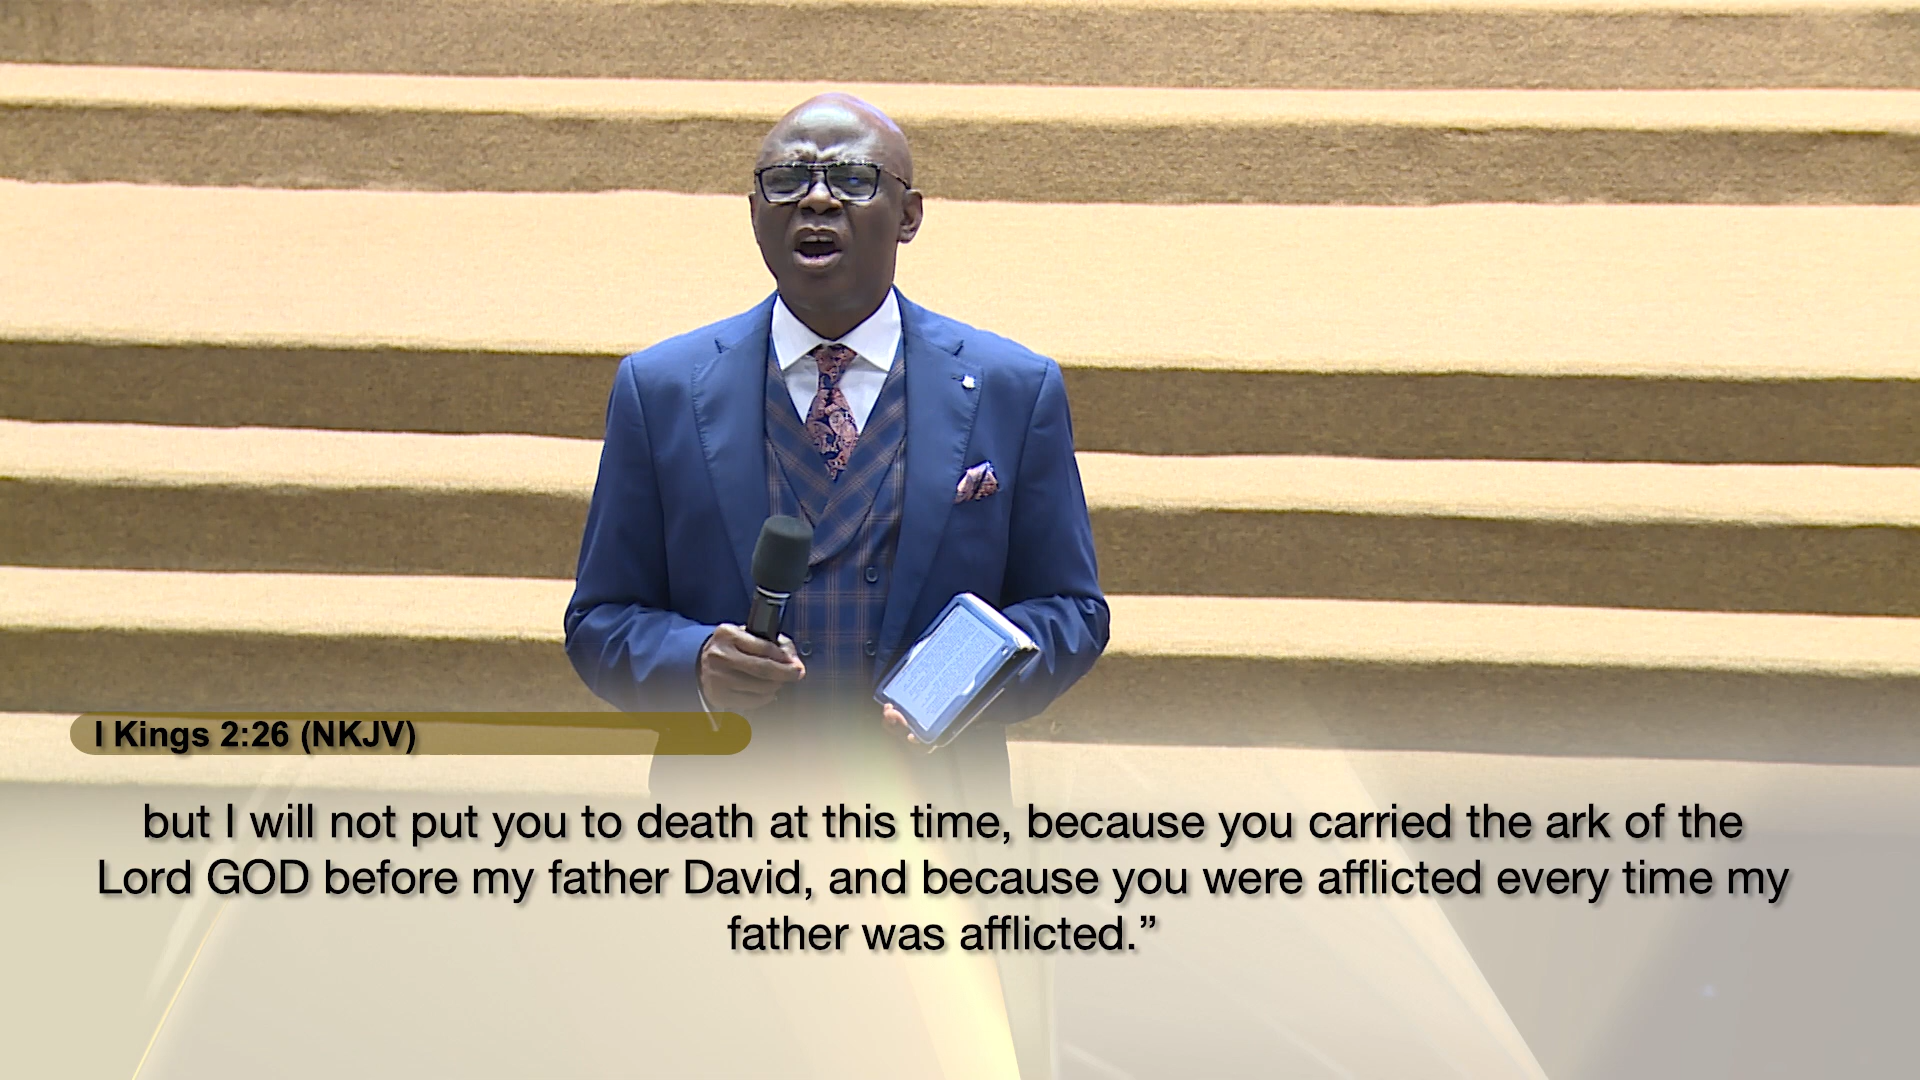 I Kings 2:26 (NKJV)
but I will not put you to death at this time, because you carried the ark of the
Lord GOD before my father David, and because you were afflicted every time my
father was afflicted.”